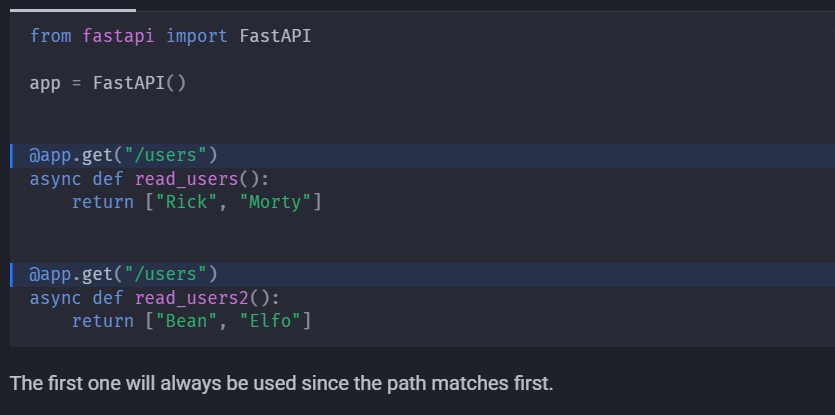 from fastapi import FastAPI
app = FastAPI()
@app.get("/users")
async def read_users():
    return ["Rick", "Morty"]
@app.get("/users")
async def read_users2():
    return ["Bean", "Elfo"]
The first one will always be used since the path matches first.